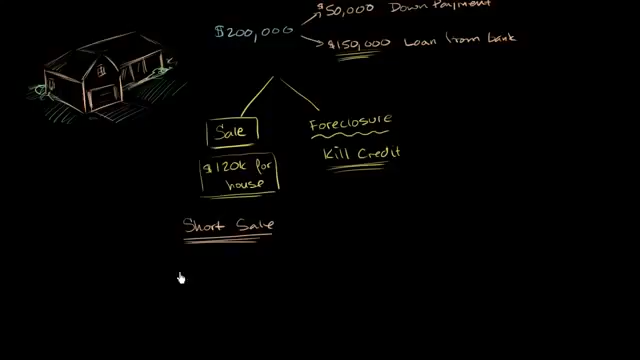 $50,000 Down Payment
$200,000
$150,000 Loan from bank
Sale
Foreclosure
Kill Credit
$120k for
house
Short Sale